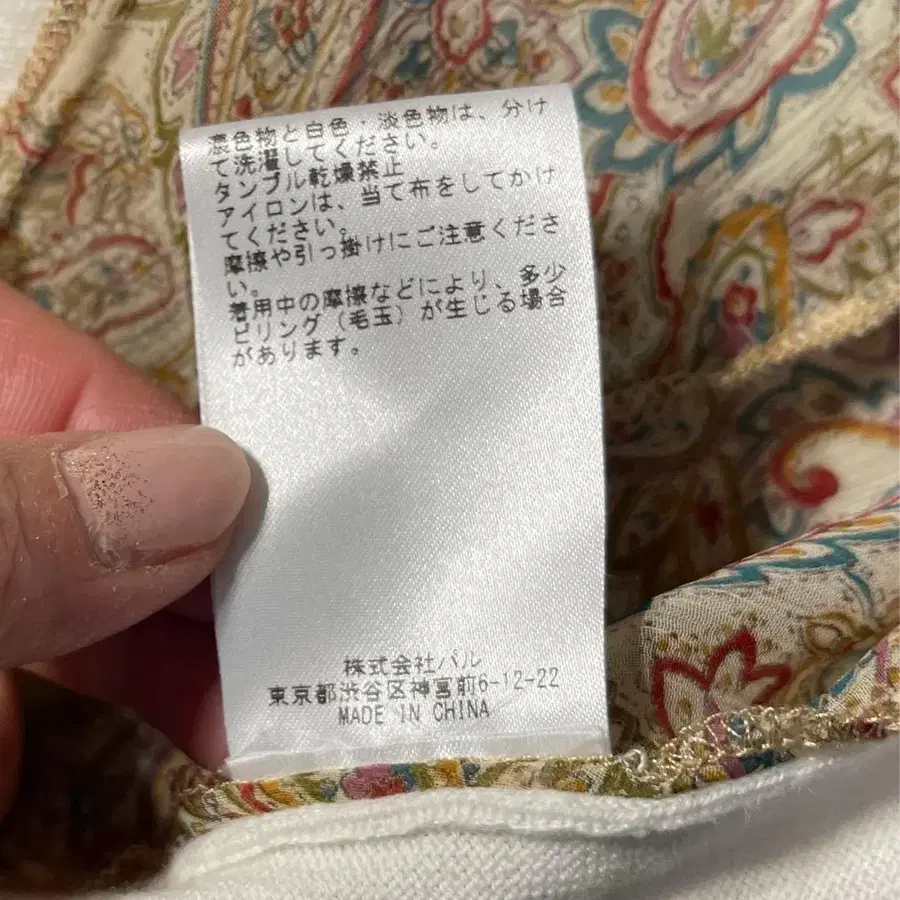 濃色物と白色・淡色物は、分け
て洗濯してください。
タンブル乾燥禁止
アイロンは、当て布をしてかけ
てください。
摩擦や引っ掛けにご注意くださ
い。
着用中の摩擦などにより、多少
ピリング（毛玉）が生じる場合
があります。
株式会社パル
東京都渋谷区神宮前6-12-22
MADE IN CHINA